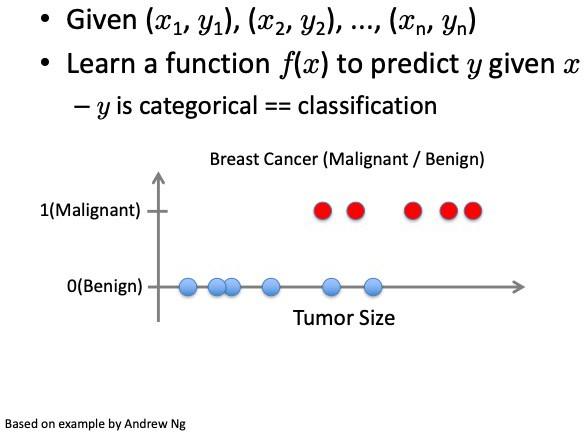 • Given (x₁, y₁), (x₂, y₂), ..., (xₙ, yₙ)
• Learn a function f(x) to predict y given x
– y is categorical == classification
Breast Cancer (Malignant / Benign)
1(Malignant)
0(Benign)
Tumor Size
Based on example by Andrew Ng